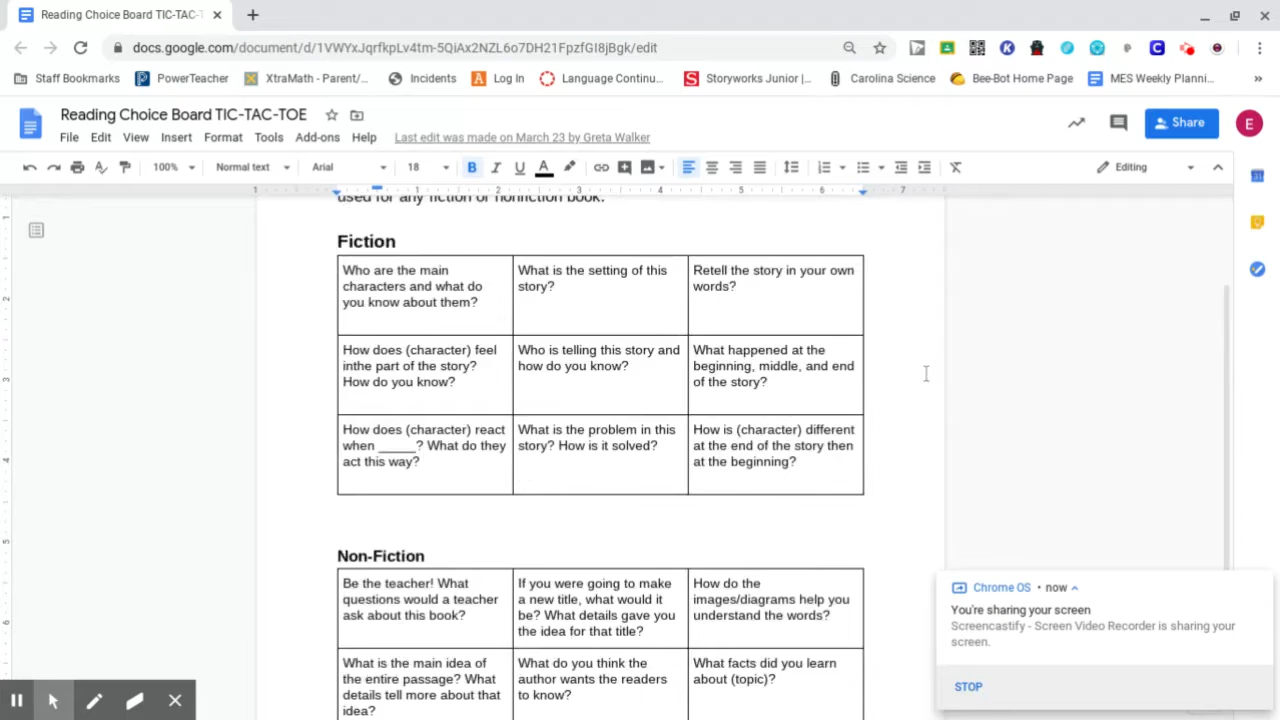 Reading Choice Board TIC-TAC-T
docs.google.com/document/d/1VWYxJqrfkpLv4tm-5QiAx2NZL6o7DH21FpzfGI8jBgk/edit
Staff Bookmarks PowerTeacher XtraMath - Parent/... Incidents Log In Language Continu... Storyworks Junior |... Carolina Science Bee-Bot Home Page MES Weekly Planni... »
Reading Choice Board TIC-TAC-TOE
File Edit View Insert Format Tools Add-ons Help Last edit was made on March 23 by Greta Walker
Share E
100% Normal text Arial 18 B I U A Editing
1 1 2 3 4 5 6 7
used for any fiction or nonfiction book.
Fiction
Who are the main
characters and what do
you know about them?
What is the setting of this
story?
Retell the story in your own
words?
How does (character) feel
inthe part of the story?
How do you know?
Who is telling this story and
how do you know?
What happened at the
beginning, middle, and end
of the story?
How does (character) react
when _____? What do they
act this way?
What is the problem in this
story? How is it solved?
How is (character) different
at the end of the story then
at the beginning?
Non-Fiction
Be the teacher! What
questions would a teacher
ask about this book?
If you were going to make
a new title, what would it
be? What details gave you
the idea for that title?
How do the
images/diagrams help you
understand the words?
What is the main idea of
the entire passage? What
details tell more about that
idea?
What do you think the
author wants the readers
to know?
What facts did you learn
about (topic)?
Chrome OS • now
You're sharing your screen
Screencastify - Screen Video Recorder is sharing your
screen.
STOP